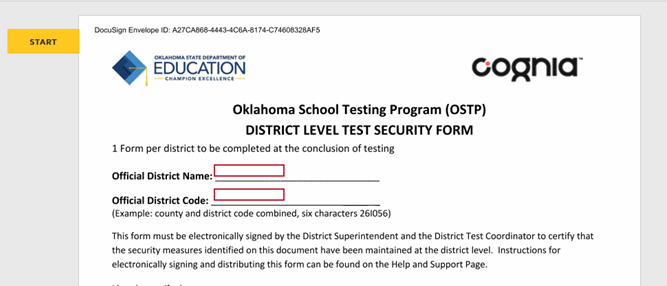 DocuSign Envelope ID: A27CA868-4443-4C6A-8174-C74608328AF5
START
OKLAHOMA STATE DEPARTMENT OF
EDUCATION
CHAMPION EXCELLENCE
cognia
Oklahoma School Testing Program (OSTP)
DISTRICT LEVEL TEST SECURITY FORM
1 Form per district to be completed at the conclusion of testing
Official District Name:
Official District Code:
(Example: county and district code combined, six characters 26I056)
This form must be electronically signed by the District Superintendent and the District Test Coordinator to certify that
the security measures identified on this document have been maintained at the district level. Instructions for
electronically signing and distributing this form can be found on the Help and Support Page.